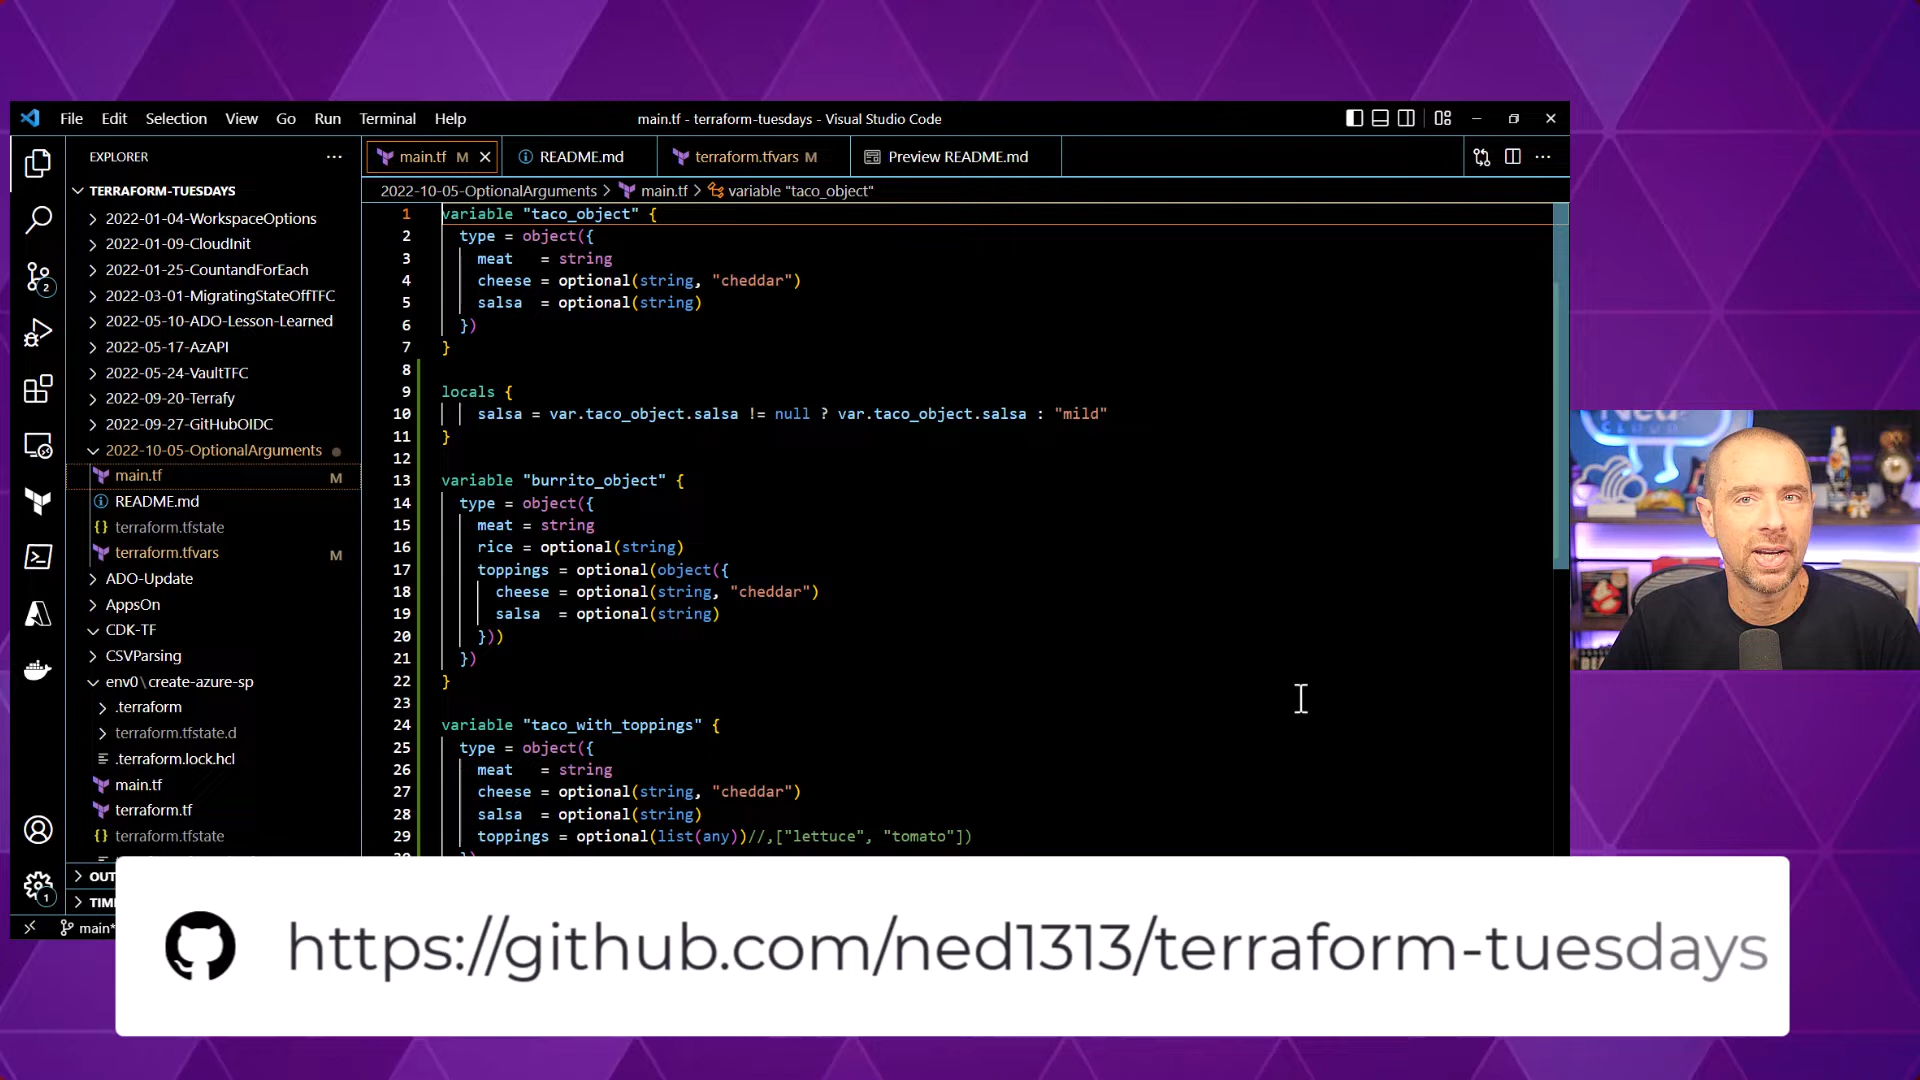 File Edit Selection View Go Run Terminal Help
main.tf - terraform-tuesdays - Visual Studio Code
EXPLORER
TERRAFORM-TUESDAYS
2022-01-04-WorkspaceOptions
2022-01-09-CloudInit
2022-01-25-CountandForEach
2022-03-01-MigratingStateOffTFC
2022-05-10-ADO-Lesson-Learned
2022-05-17-AzAPI
2022-05-24-VaultTFC
2022-09-20-Terrafy
2022-09-27-GitHubOIDC
2022-10-05-OptionalArguments
main.tf M
README.md
terraform.tfstate
terraform.tfvars M
ADO-Update
AppsOn
CDK-TF
CSVParsing
env0\create-azure-sp
.terraform
terraform.tfstate.d
.terraform.lock.hcl
main.tf
terraform.tf
terraform.tfstate
OUT
TIM
main*
2
1
main.tf M
README.md
terraform.tfvars M
Preview README.md
2022-10-05-OptionalArguments > main.tf > variable "taco_object"
1 variable "taco_object" {
2 type = object({
3 meat = string
4 cheese = optional(string, "cheddar")
5 salsa = optional(string)
6 })
7 }
8
9 locals {
10 salsa = var.taco_object.salsa != null ? var.taco_object.salsa : "mild"
11 }
12
13 variable "burrito_object" {
14 type = object({
15 meat = string
16 rice = optional(string)
17 toppings = optional(object({
18 cheese = optional(string, "cheddar")
19 salsa = optional(string)
20 }))
21 })
22 }
23
24 variable "taco_with_toppings" {
25 type = object({
26 meat = string
27 cheese = optional(string, "cheddar")
28 salsa = optional(string)
29 toppings = optional(list(any))//,["lettuce", "tomato"])
https://github.com/ned1313/terraform-tuesdays